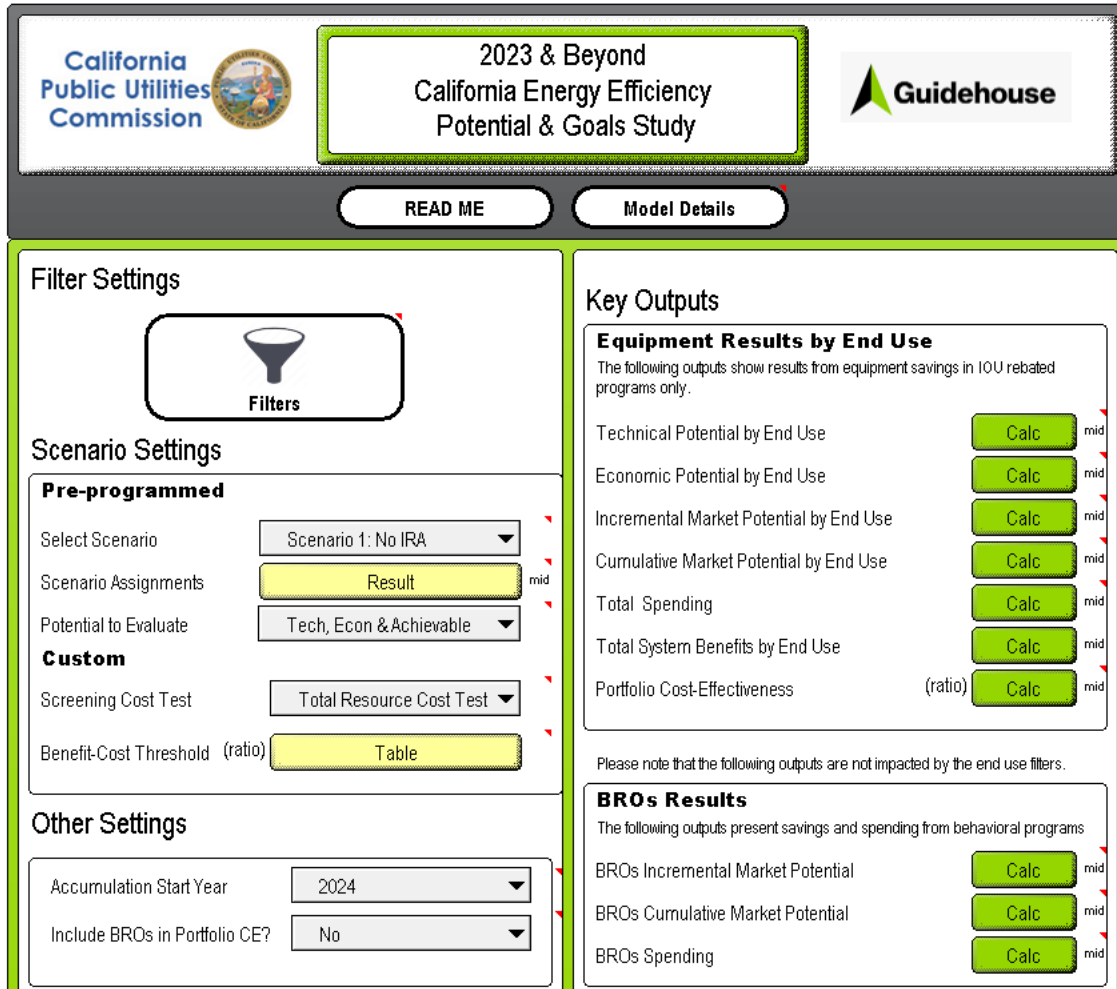 California
Public Utilities
Commission
2023 & Beyond
California Energy Efficiency
Potential & Goals Study
Guidehouse
READ ME
Model Details
Filter Settings
Filters
Scenario Settings
Pre-programmed
Select Scenario
Scenario 1: No IRA
Scenario Assignments
Result
mid
Potential to Evaluate
Tech, Econ & Achievable
Custom
Screening Cost Test
Total Resource Cost Test
Benefit-Cost Threshold (ratio)
Table
Other Settings
Accumulation Start Year
2024
Include BROs in Portfolio CE?
No
Key Outputs
Equipment Results by End Use
The following outputs show results from equipment savings in IOU rebated
programs only.
Technical Potential by End Use Calc mid
Economic Potential by End Use Calc mid
Incremental Market Potential by End Use Calc mid
Cumulative Market Potential by End Use Calc mid
Total Spending Calc mid
Total System Benefits by End Use Calc mid
Portfolio Cost-Effectiveness (ratio) Calc mid
Please note that the following outputs are not impacted by the end use filters.
BROs Results
The following outputs present savings and spending from behavioral programs
BROs Incremental Market Potential Calc mid
BROs Cumulative Market Potential Calc mid
BROs Spending Calc mid